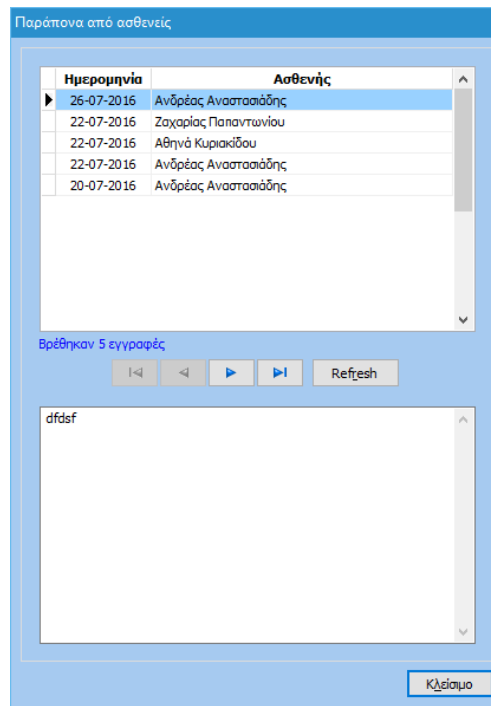 Παράπονα από ασθενείς
Ημερομηνία Ασθενής
26-07-2016 Ανδρέας Αναστασιάδης
22-07-2016 Ζαχαρίας Παπαντωνίου
22-07-2016 Αθηνά Κυριακίδου
22-07-2016 Ανδρέας Αναστασιάδης
20-07-2016 Ανδρέας Αναστασιάδης
Βρέθηκαν 5 εγγραφές
Refresh
dfdsf
Κλείσιμο